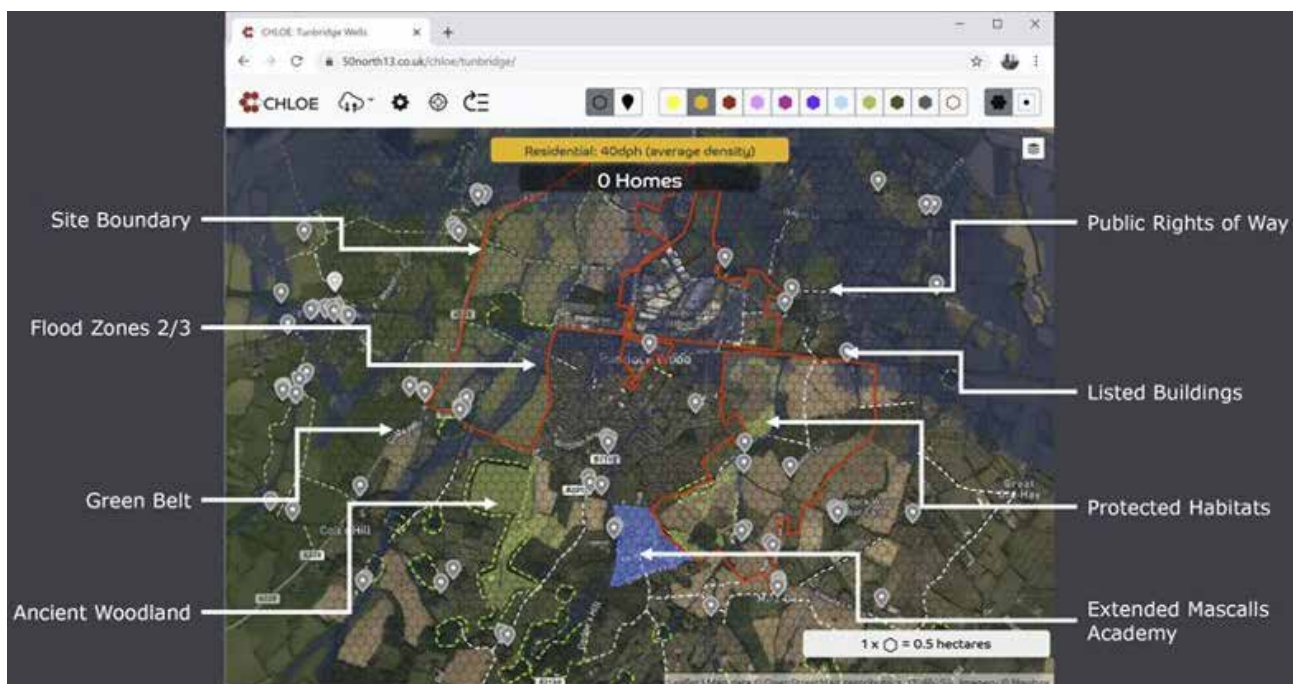 CHLOE: Tunbridge Wells
50north13.co.uk/chloe/tunbridge/
CHLOE
Residential: 40dph (average density)
0 Homes
Site Boundary
Public Rights of Way
Flood Zones 2/3
Listed Buildings
Green Belt
Protected Habitats
Ancient Woodland
Extended Mascalls
Academy
1 x = 0.5 hectares